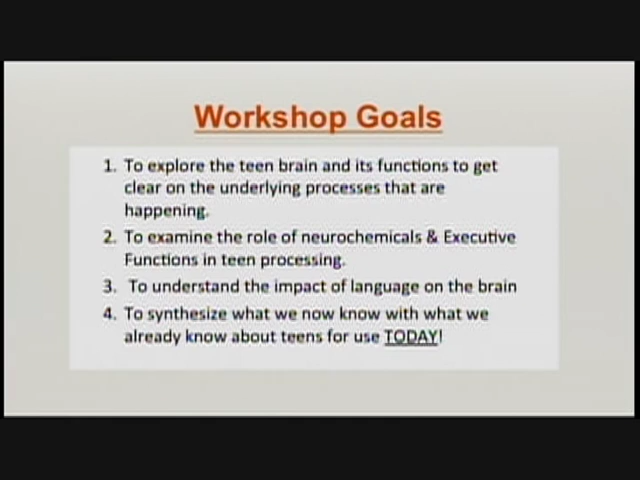 Workshop Goals
1. To explore the teen brain and its functions to get
clear on the underlying processes that are
happening.
2. To examine the role of neurochemicals & Executive
Functions in teen processing.
3. To understand the impact of language on the brain
4. To synthesize what we now know with what we
already know about teens for use TODAY!